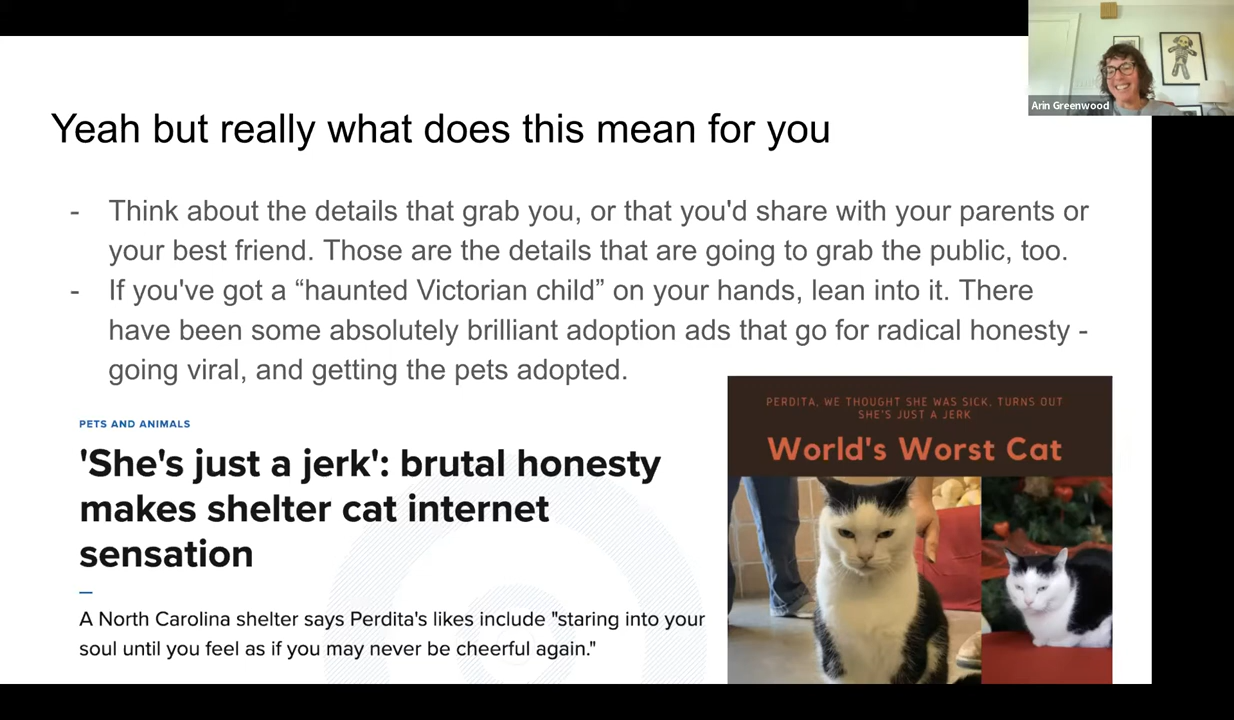 Arin Greenwood
Yeah but really what does this mean for you
- Think about the details that grab you, or that you'd share with your parents or
your best friend. Those are the details that are going to grab the public, too.
- If you've got a “haunted Victorian child” on your hands, lean into it. There
have been some absolutely brilliant adoption ads that go for radical honesty -
going viral, and getting the pets adopted.
PETS AND ANIMALS
'She's just a jerk': brutal honesty
makes shelter cat internet
sensation
A North Carolina shelter says Perdita's likes include "staring into your
soul until you feel as if you may never be cheerful again."
PERDITA, WE THOUGHT SHE WAS SICK, TURNS OUT
SHE'S JUST A JERK
World's Worst Cat